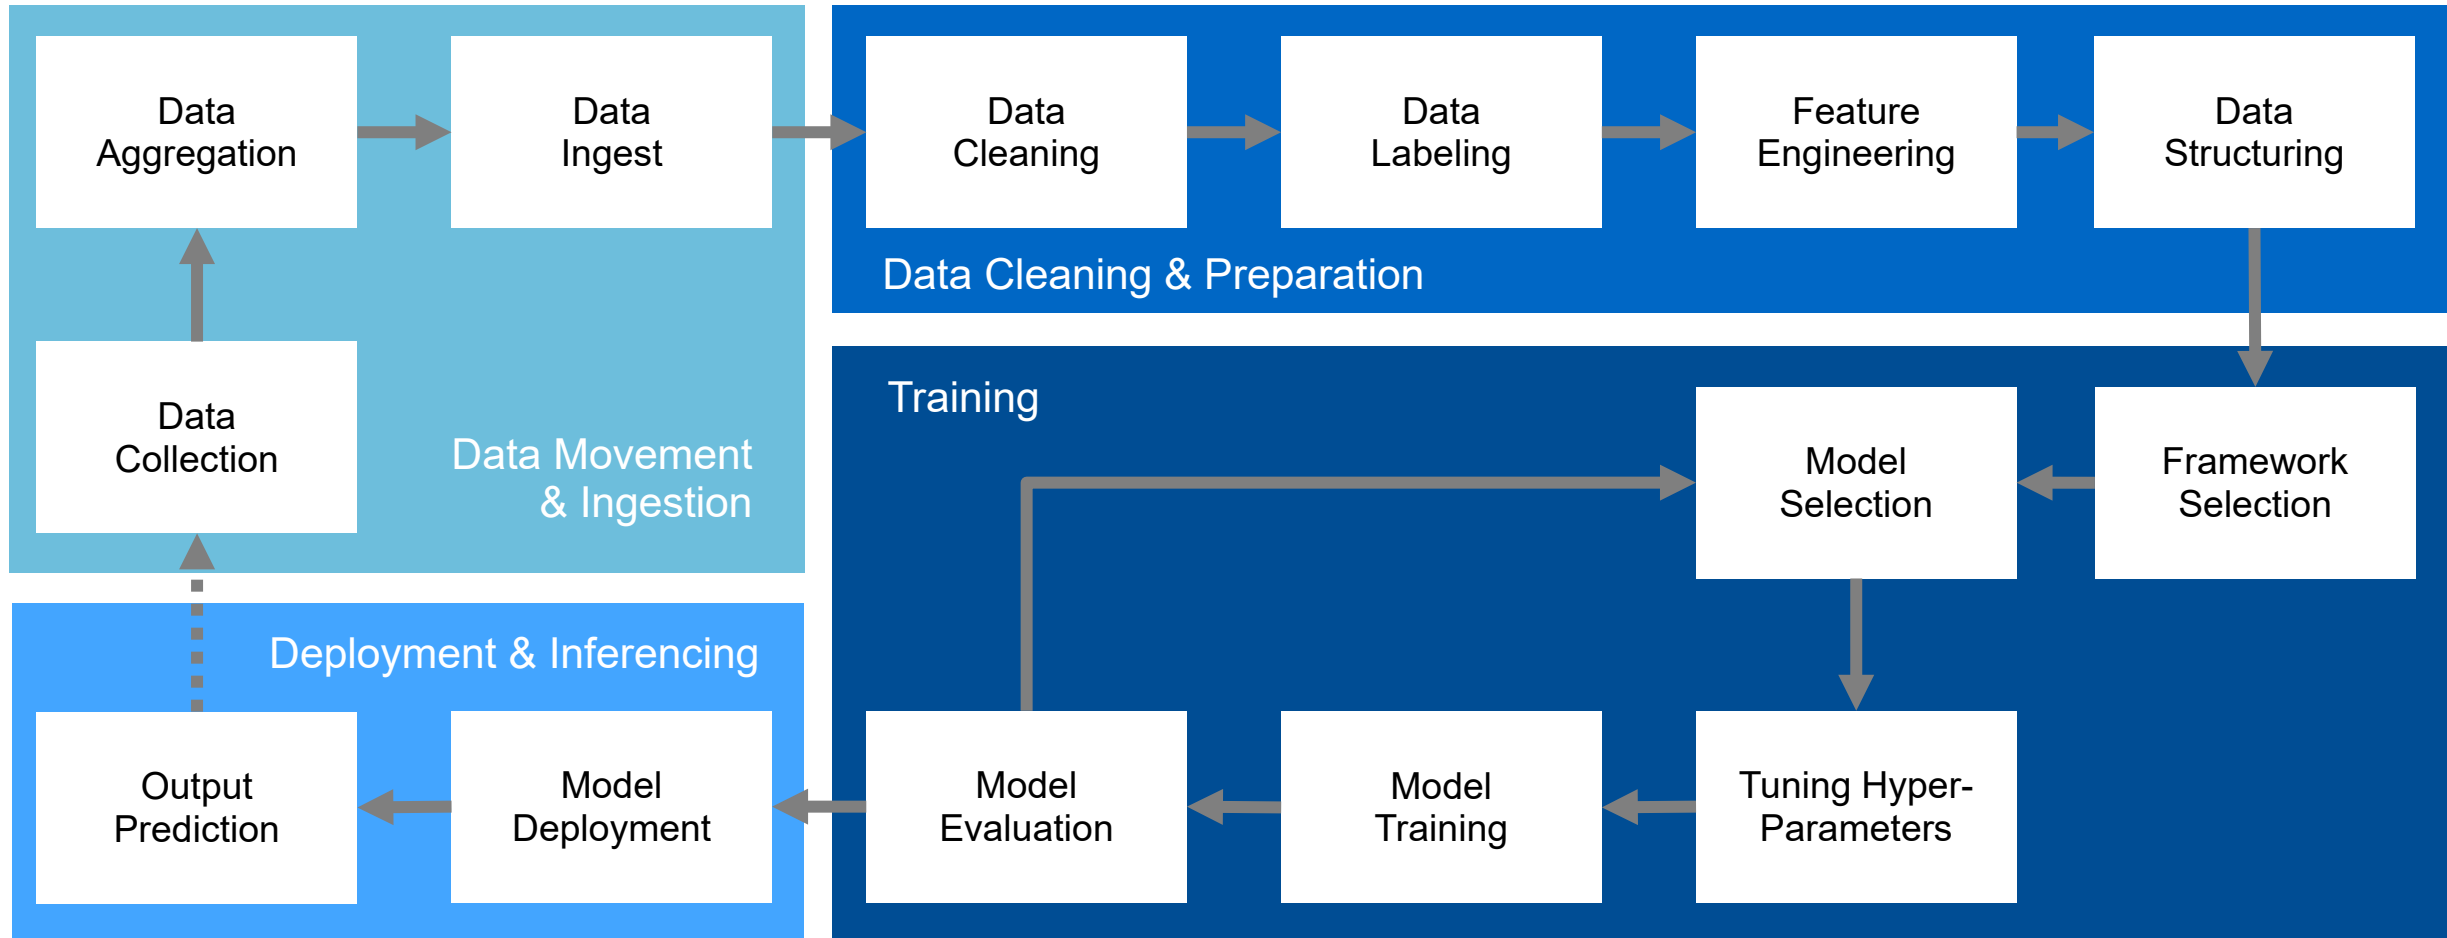 Data
Aggregation
Data
Ingest
Data
Collection
Data Movement
& Ingestion
Data
Cleaning
Data
Labeling
Feature
Engineering
Data
Structuring
Data Cleaning & Preparation
Training
Framework
Selection
Model
Selection
Tuning Hyper-
Parameters
Model
Training
Model
Evaluation
Deployment & Inferencing
Model
Deployment
Output
Prediction